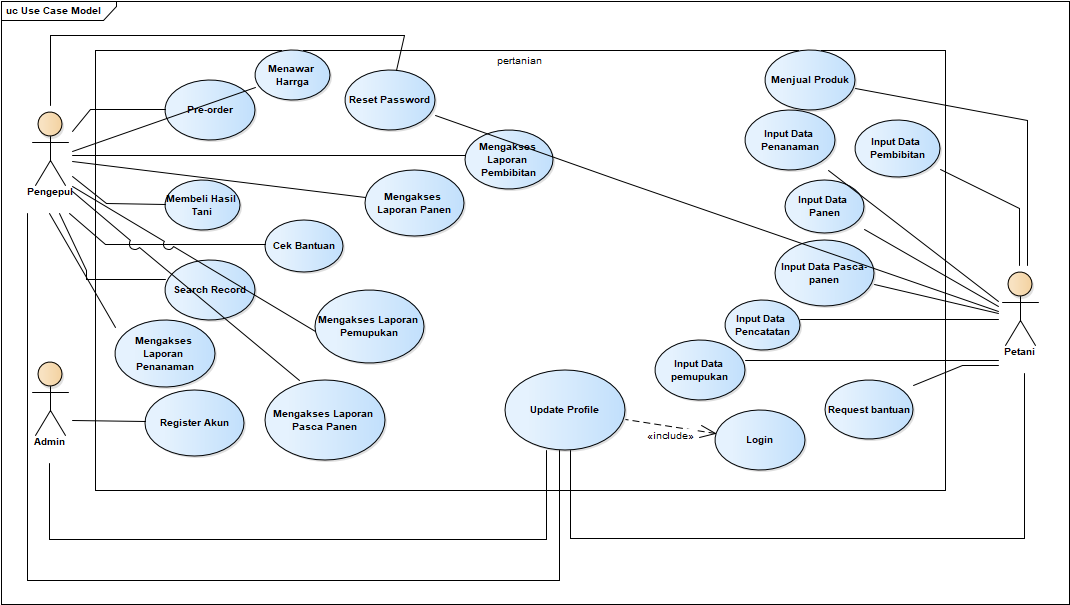 uc Use Case Model
pertanian
Menawar
Harrga
Pre-order
Reset Password
Menjual Produk
Input Data
Penanaman
Input Data
Pembibitan
Mengakses
Laporan
Pembibitan
Pengepul
Membeli Hasil
Tani
Mengakses
Laporan Panen
Input Data
Panen
Cek Bantuan
Input Data Pasca-
panen
Search Record
Mengakses Laporan
Pemupukan
Input Data
Pencatatan
Petani
Mengakses
Laporan
Penanaman
Input Data
pemupukan
Admin
Register Akun
Mengakses Laporan
Pasca Panen
Update Profile
«include»
Login
Request bantuan